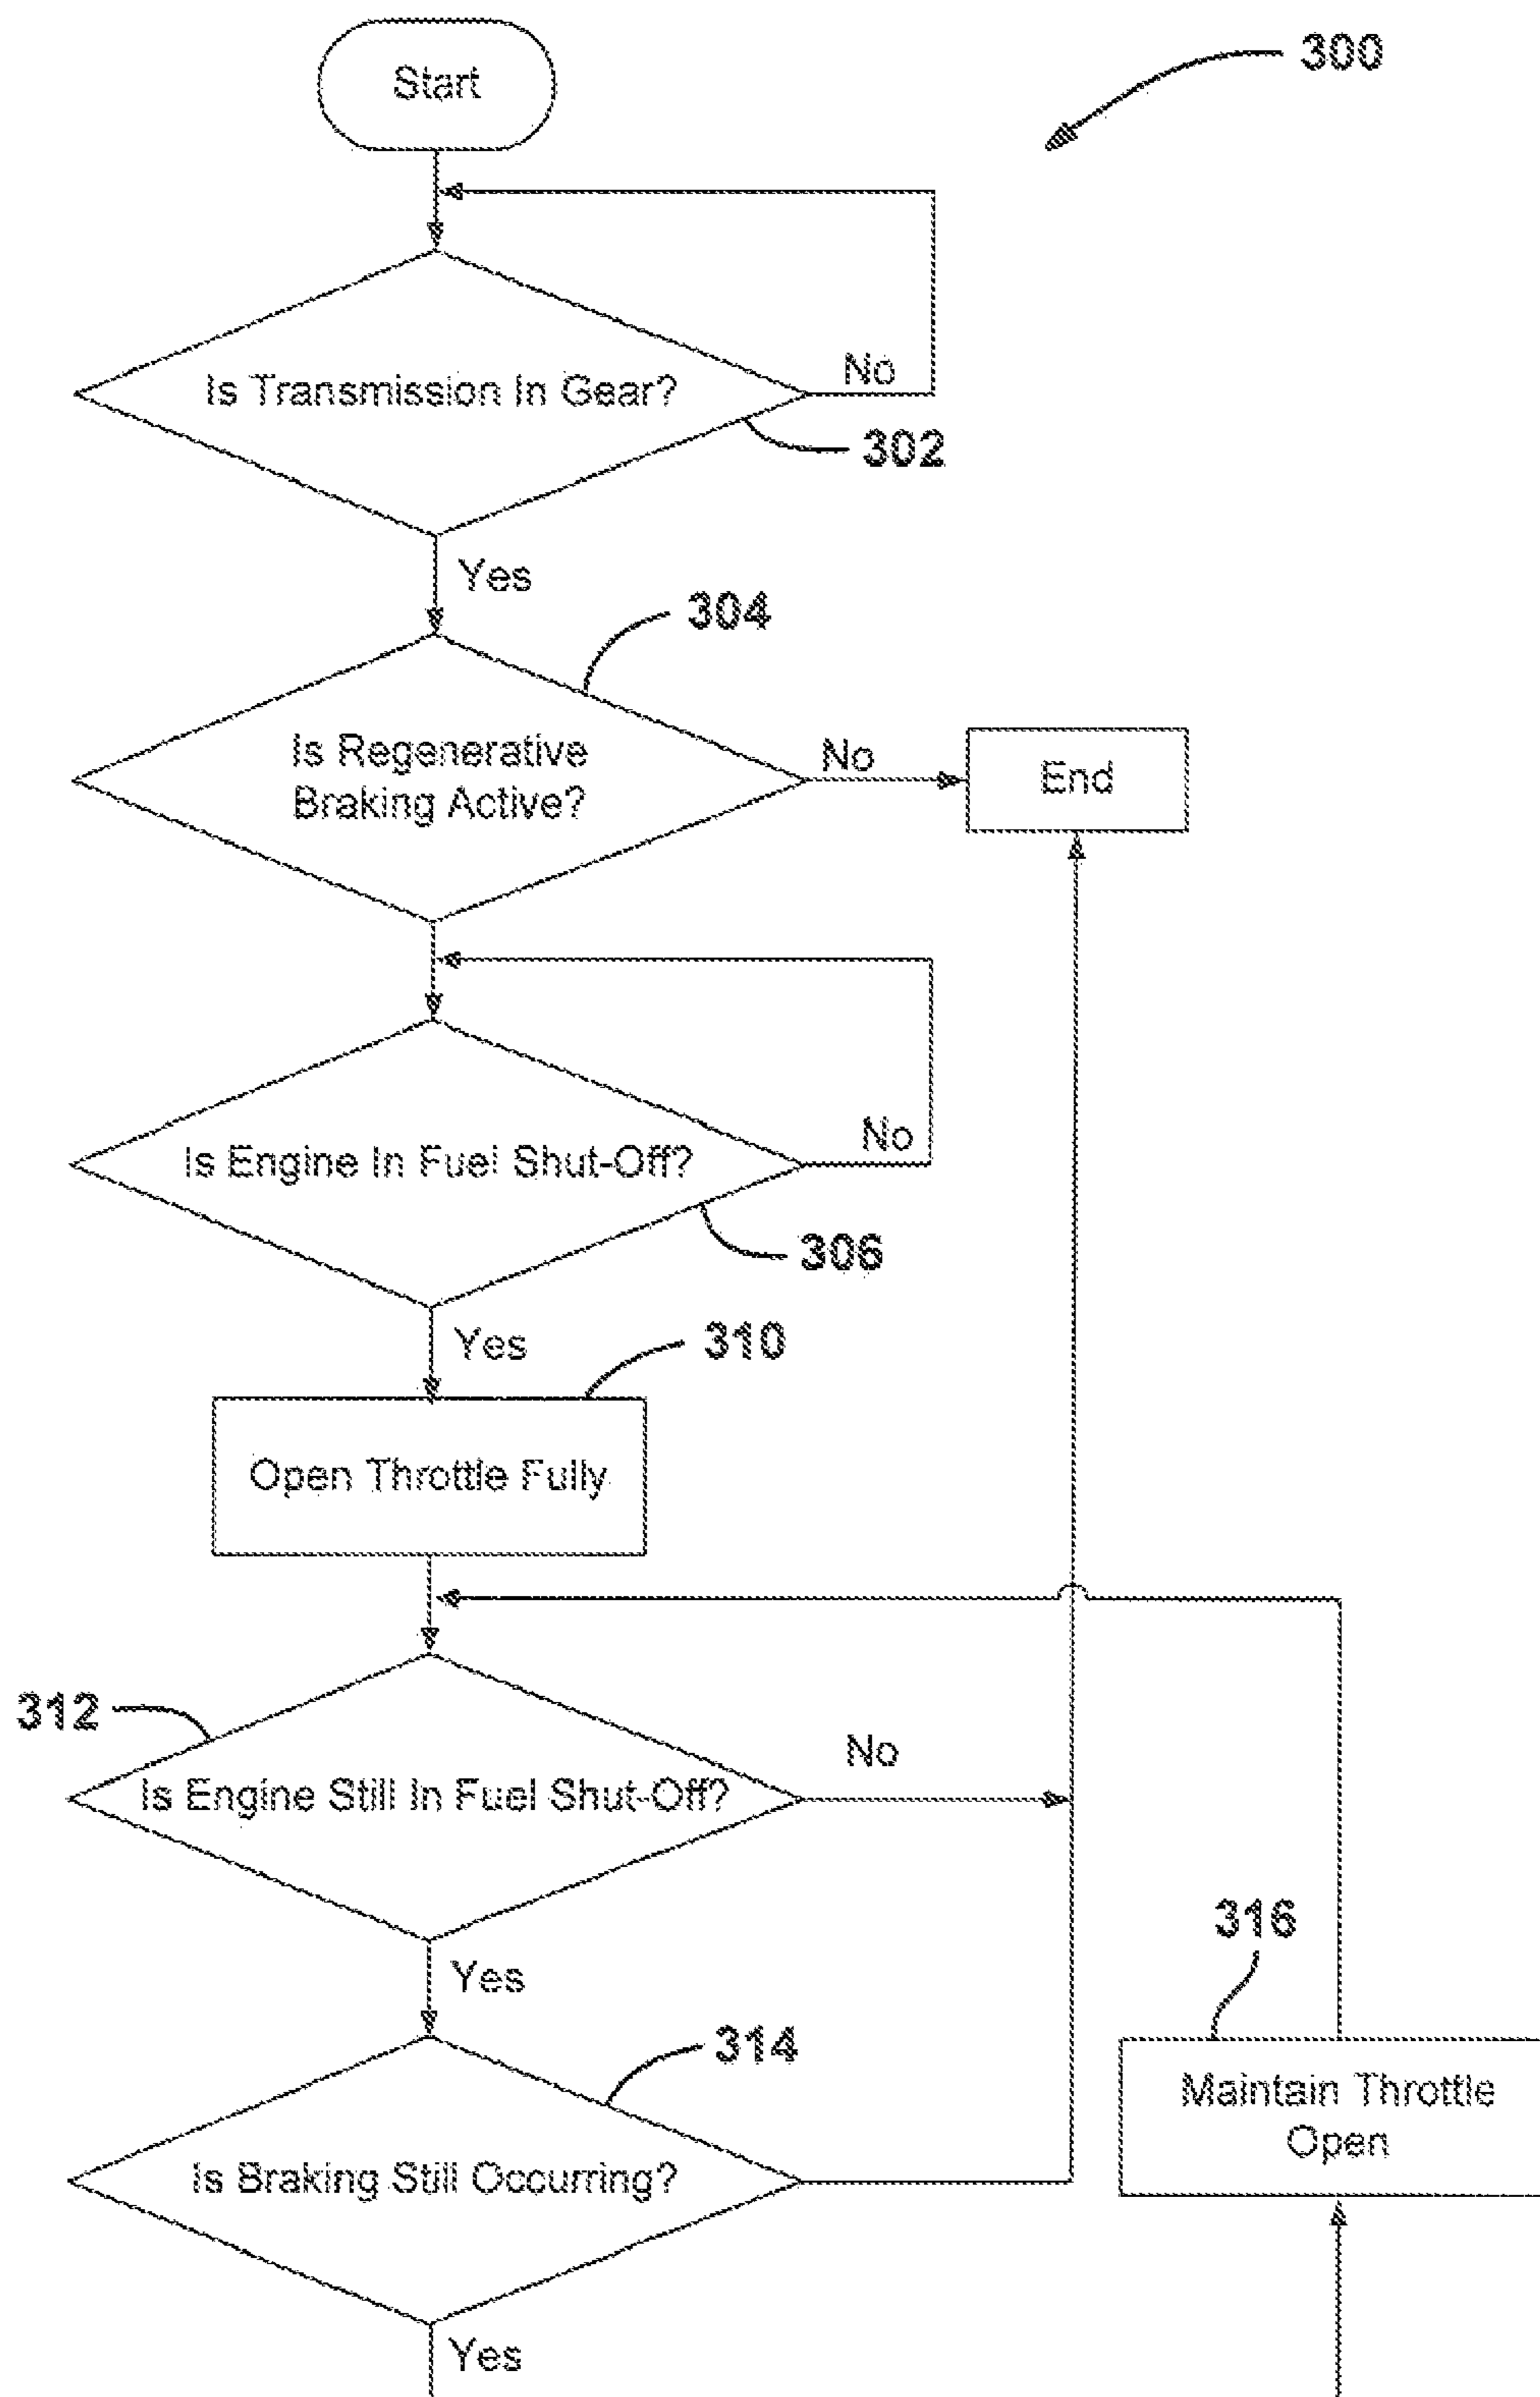 300
Start
No
Is Transmission In Gear?
302
Yes
304
Is Regenerative
Braking Active?
No
End
No
Is Engine In Fuel Shut-Off?
306
Yes
310
Open Throttle Fully
312
No
Is Engine Still In Fuel Shut-Off?
316
Yes
314
Maintain Throttle
Open
Is Braking Still Occurring?
Yes